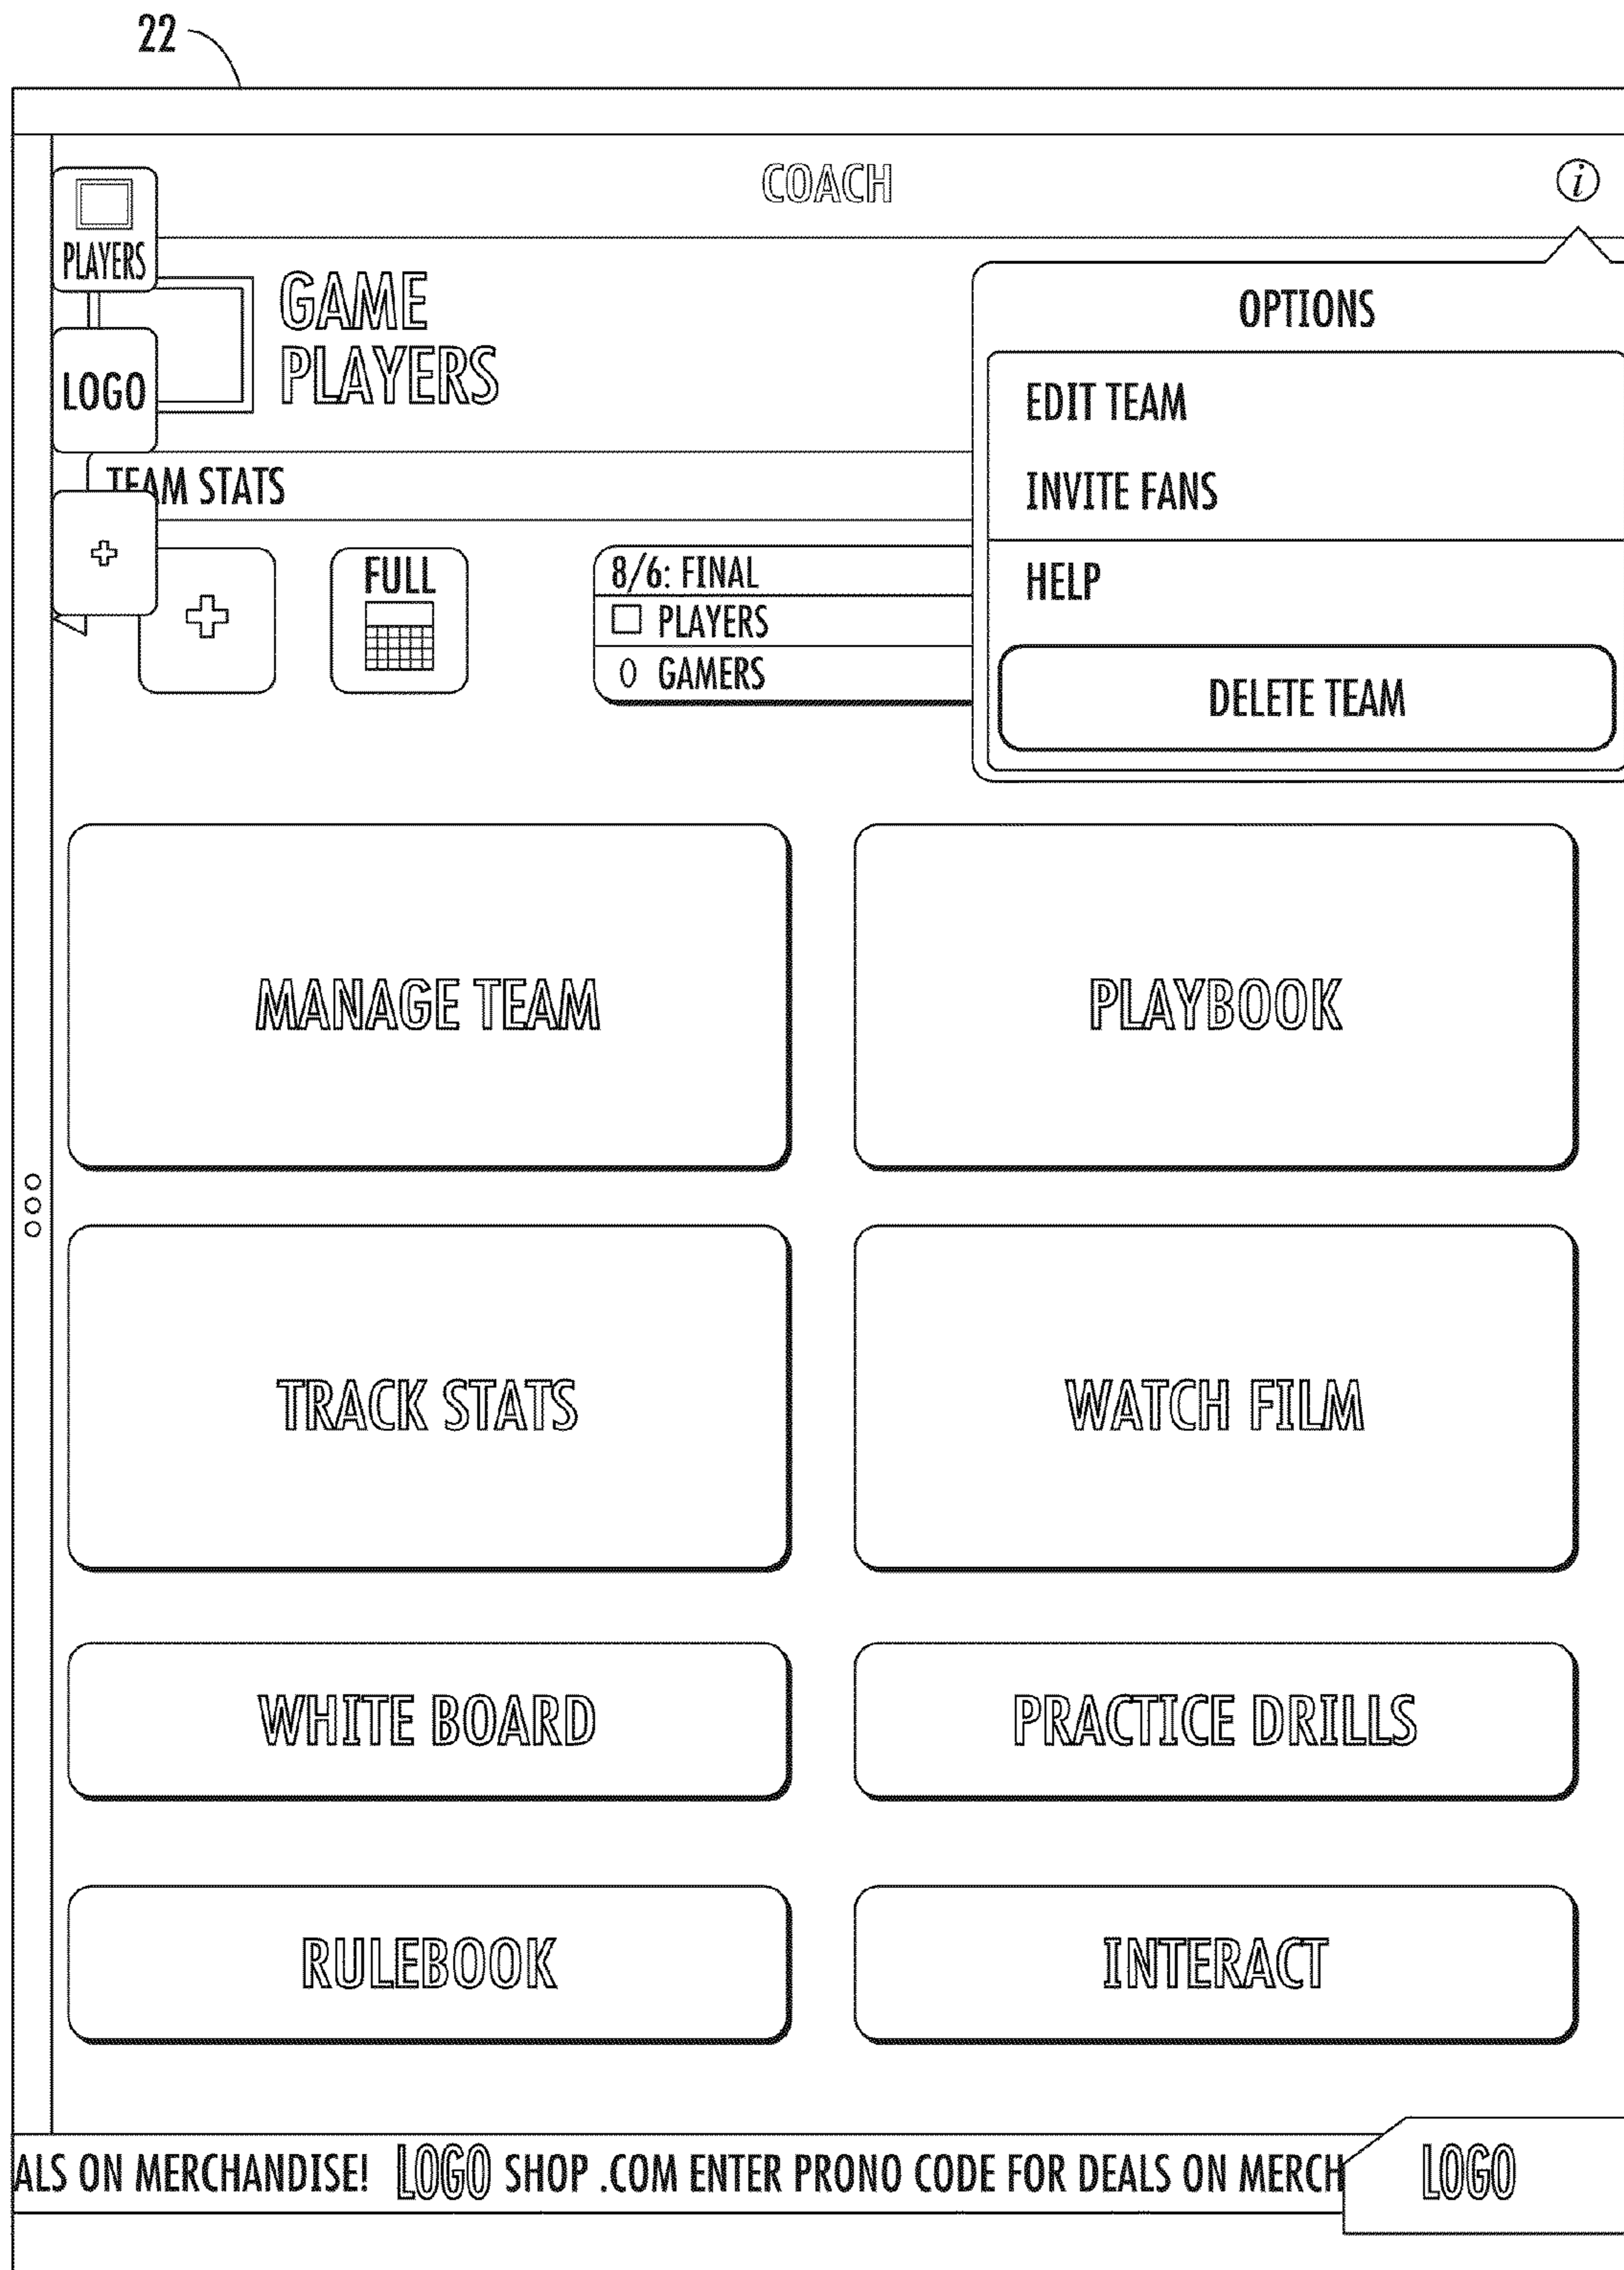 22
COACH
i
PLAYERS
GAME
PLAYERS
LOGO
OPTIONS
EDIT TEAM
INVITE FANS
HELP
DELETE TEAM
TEAM STATS
FULL
8/6: FINAL
PLAYERS
0 GAMERS
MANAGE TEAM
PLAYBOOK
TRACK STATS
WATCH FILM
WHITE BOARD
PRACTICE DRILLS
RULEBOOK
INTERACT
ALS ON MERCHANDISE! LOGO SHOP .COM ENTER PRONO CODE FOR DEALS ON MERCH
LOGO